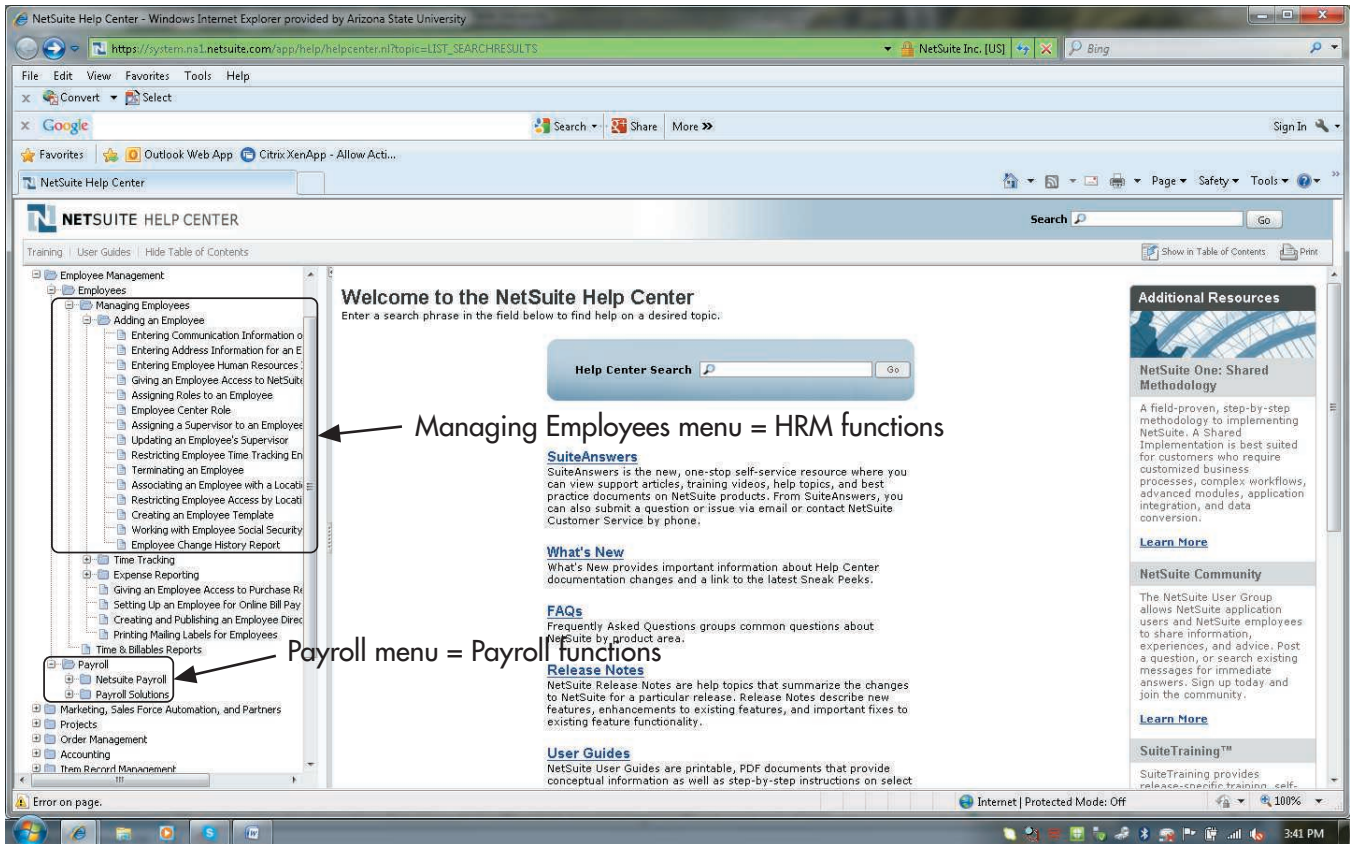 NetSuite Help Center - Windows Internet Explorer provided by Arizona State University
https://system.na1.netsuite.com/app/help/helpcenter.nl?topic=LIST_SEARCHRESULTS
NetSuite Inc. [US]
Bing
File Edit View Favorites Tools Help
x Convert Select
x Google Search Share More » Sign In
Favorites Outlook Web App Citrix XenApp - Allow Acti...
NetSuite Help Center
Page Safety Tools »
N NETSUITE HELP CENTER
Search Go
Training | User Guides | Hide Table of Contents
Show in Table of Contents Print
Employee Management
Employees
Managing Employees
Adding an Employee
Entering Communication Information o
Entering Address Information for an E
Entering Employee Human Resources
Giving an Employee Access to NetSuite
Assigning Roles to an Employee
Employee Center Role
Assigning a Supervisor to an Employee
Updating an Employee's Supervisor
Restricting Employee Time Tracking En
Terminating an Employee
Associating an Employee with a Locati
Restricting Employee Access by Locati
Creating an Employee Template
Working with Employee Social Security
Employee Change History Report
Time Tracking
Expense Reporting
Giving an Employee Access to Purchase Re
Setting Up an Employee for Online Bill Pay
Creating and Publishing an Employee Direc
Printing Mailing Labels for Employees
Time & Billables Reports
Payroll
Netsuite Payroll
Payroll Solutions
Marketing, Sales Force Automation, and Partners
Projects
Order Management
Accounting
Item Record Management
Managing Employees menu = HRM functions
Payroll menu = Payroll functions
Welcome to the NetSuite Help Center
Enter a search phrase in the field below to find help on a desired topic.
Help Center Search Go
SuiteAnswers
SuiteAnswers is the new, one-stop self-service resource where you
can view support articles, training videos, help topics, and best
practice documents on NetSuite products. From SuiteAnswers, you
can also submit a question or issue via email or contact NetSuite
Customer Service by phone.
What's New
What's New provides important information about Help Center
documentation changes and a link to the latest Sneak Peeks.
FAQs
Frequently Asked Questions groups common questions about
NetSuite by product area.
Release Notes
NetSuite Release Notes are help topics that summarize the changes
to NetSuite for a particular release. Release Notes describe new
features, enhancements to existing features, and important fixes to
existing feature functionality.
User Guides
NetSuite User Guides are printable, PDF documents that provide
conceptual information as well as step-by-step instructions on select
Additional Resources
NetSuite One: Shared
Methodology
A field-proven, step-by-step
methodology to implementing
NetSuite. A Shared
Implementation is best suited
for customers who require
customized business
processes, complex workflows,
advanced modules, application
integration, and data
conversion.
Learn More
NetSuite Community
The NetSuite User Group
allows NetSuite application
users and NetSuite employees
to share information,
experiences, and advice. Post
a question, or search existing
messages for immediate
answers. Sign up today and
join the community.
Learn More
SuiteTraining™
SuiteTraining provides
release-specific training, self-
Error on page.
Internet | Protected Mode: Off
100%
3:41 PM